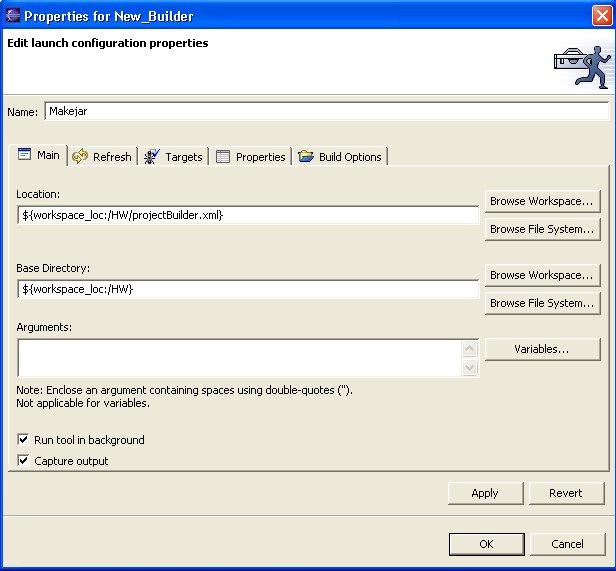 Properties for New_Builder
Edit launch configuration properties
Name: Makejar
Main Refresh Targets Properties Build Options
Location:
${workspace_loc:/HW/projectBuilder.xml}
Browse Workspace...
Browse File System...
Base Directory:
${workspace_loc:/HW}
Browse Workspace...
Browse File System...
Arguments:
Variables...
Note: Enclose an argument containing spaces using double-quotes (").
Not applicable for variables.
Run tool in background
Capture output
Apply Revert
OK Cancel